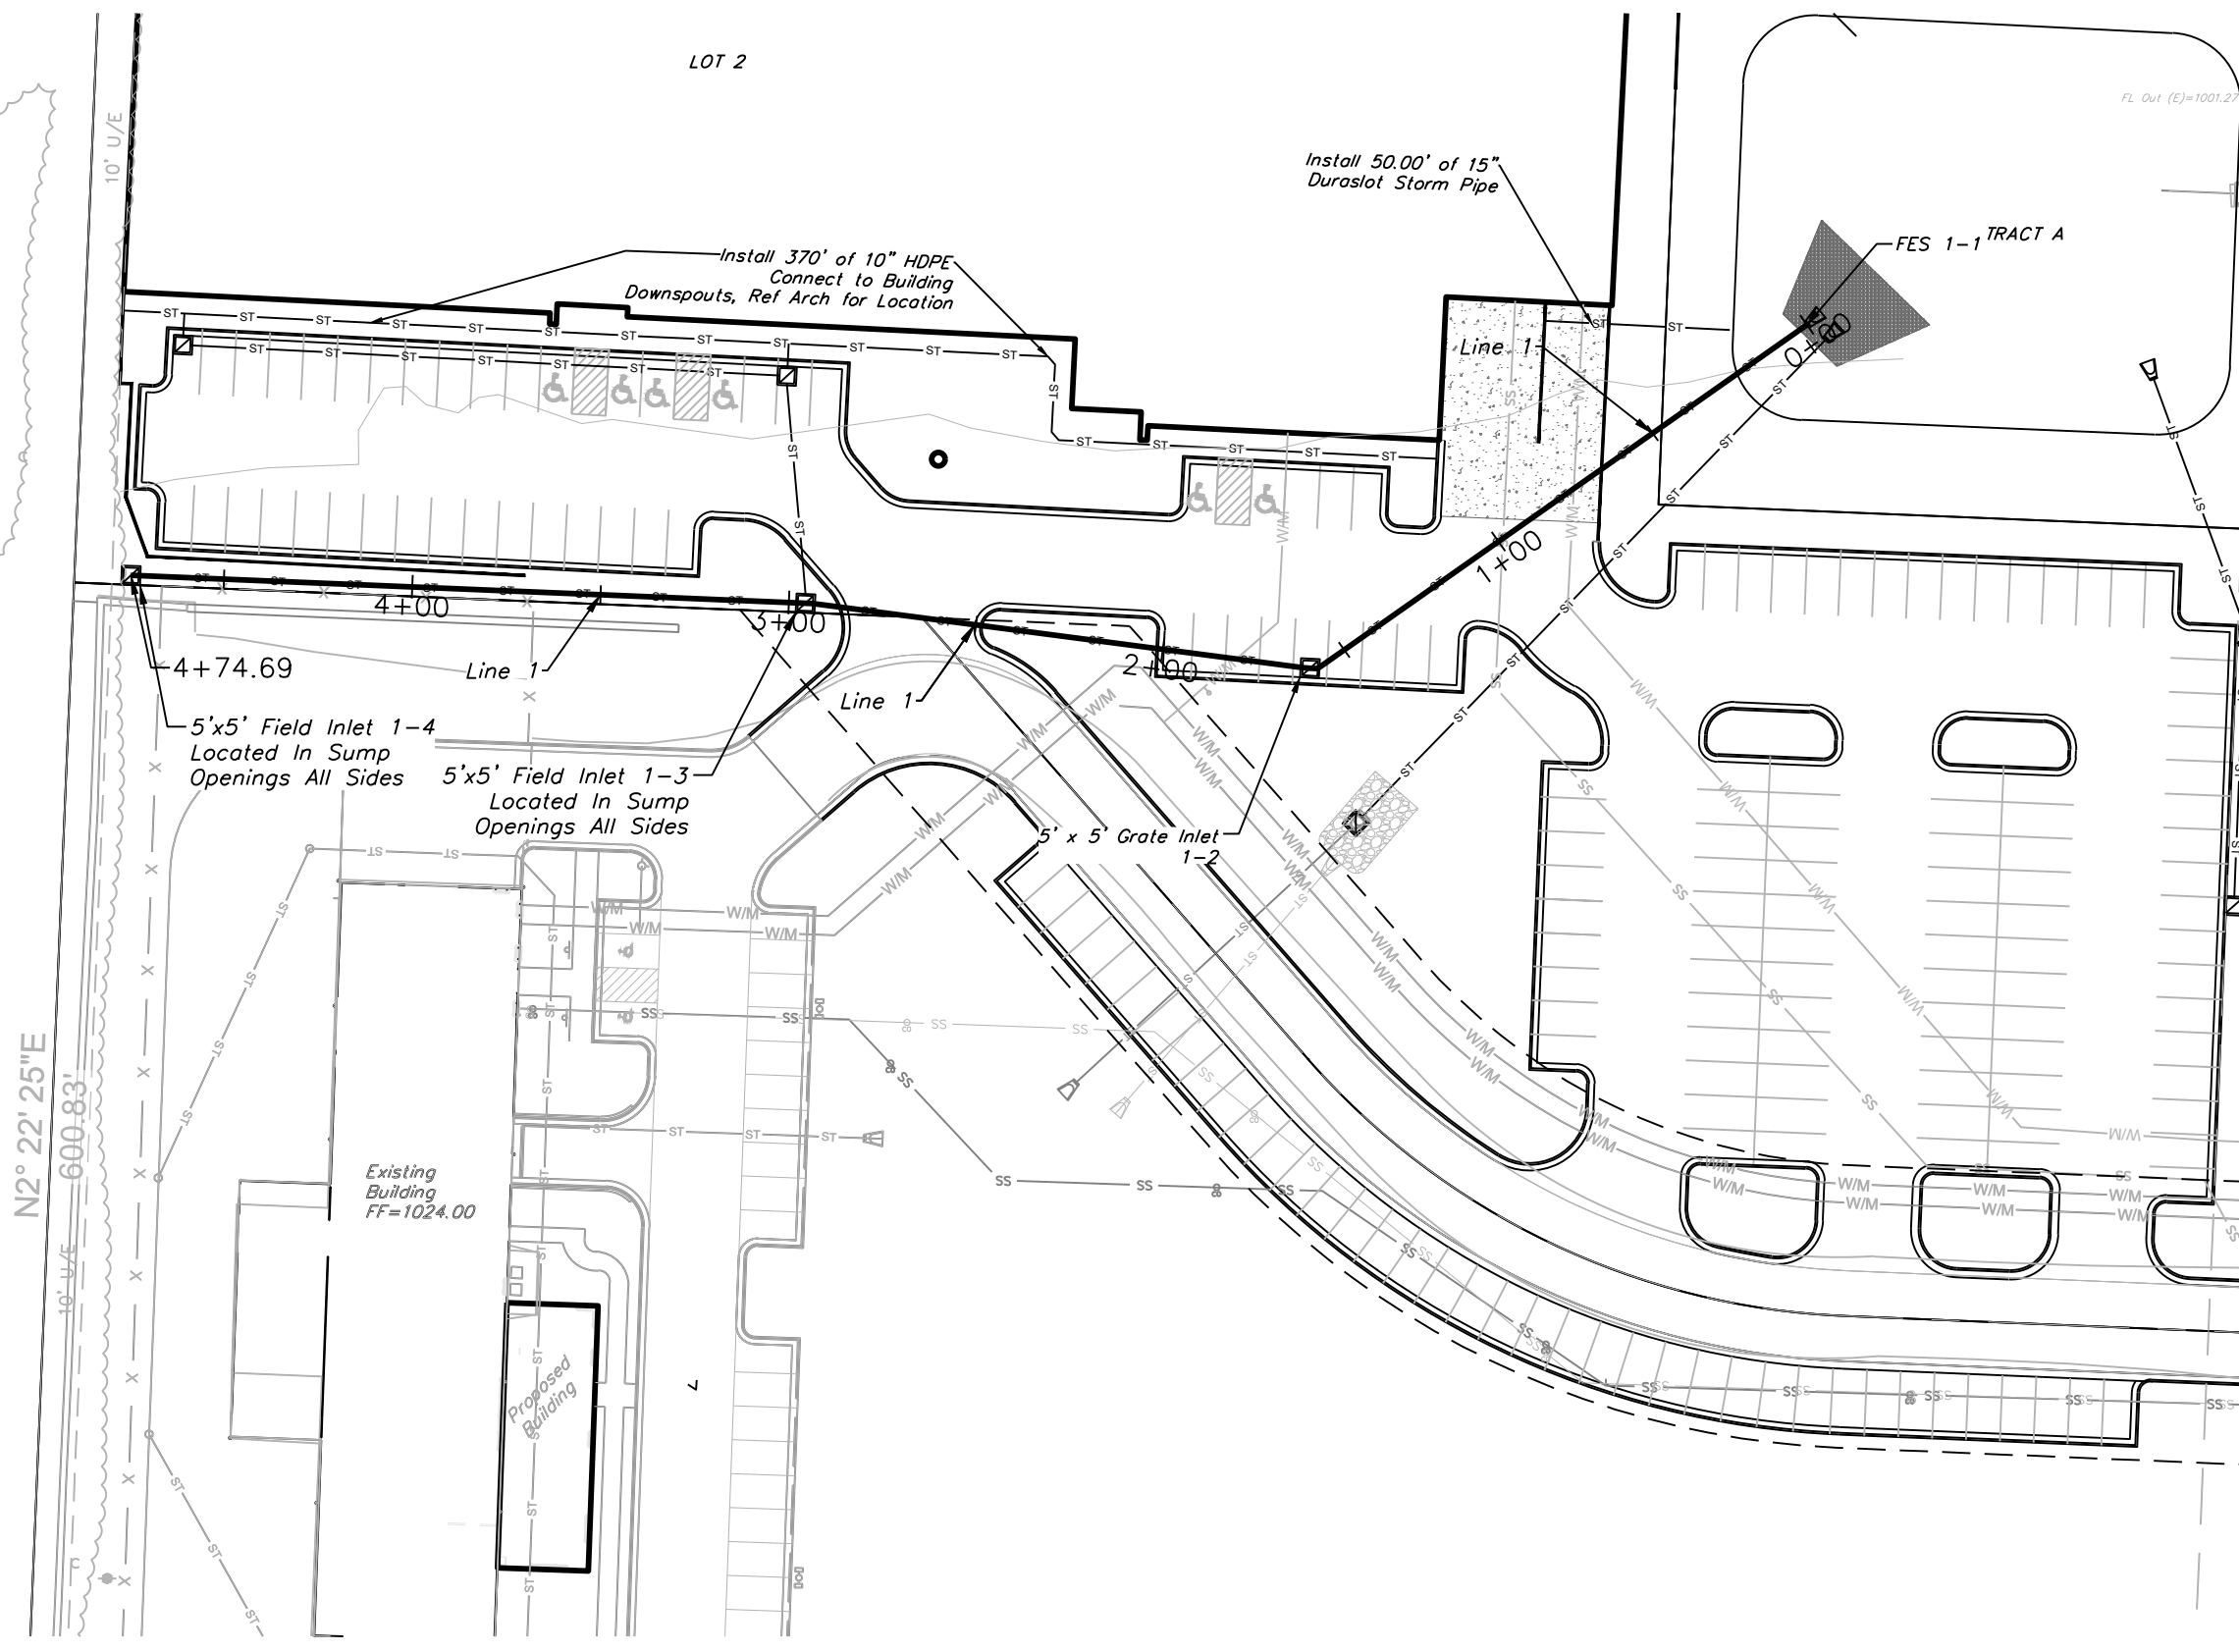 LOT 2
10' U/E
FL Out (E)=1001.27
Install 50.00' of 15"
Duraslot Storm Pipe
FES 1-1
TRACT A
Install 370' of 10" HDPE
Connect to Building
Downspouts, Ref Arch for Location
Line 1
0+00
1+00
4+00
3+00
2+00
4+74.69
Line 1
Line 1
5'x5' Field Inlet 1-4
Located In Sump
Openings All Sides
5'x5' Field Inlet 1-3
Located In Sump
Openings All Sides
5' x 5' Grate Inlet
1-2
N2° 22' 25"E
600.83'
10' U/E
Existing
Building
FF=1024.00
Proposed
Building
ST
SS
W/M
X